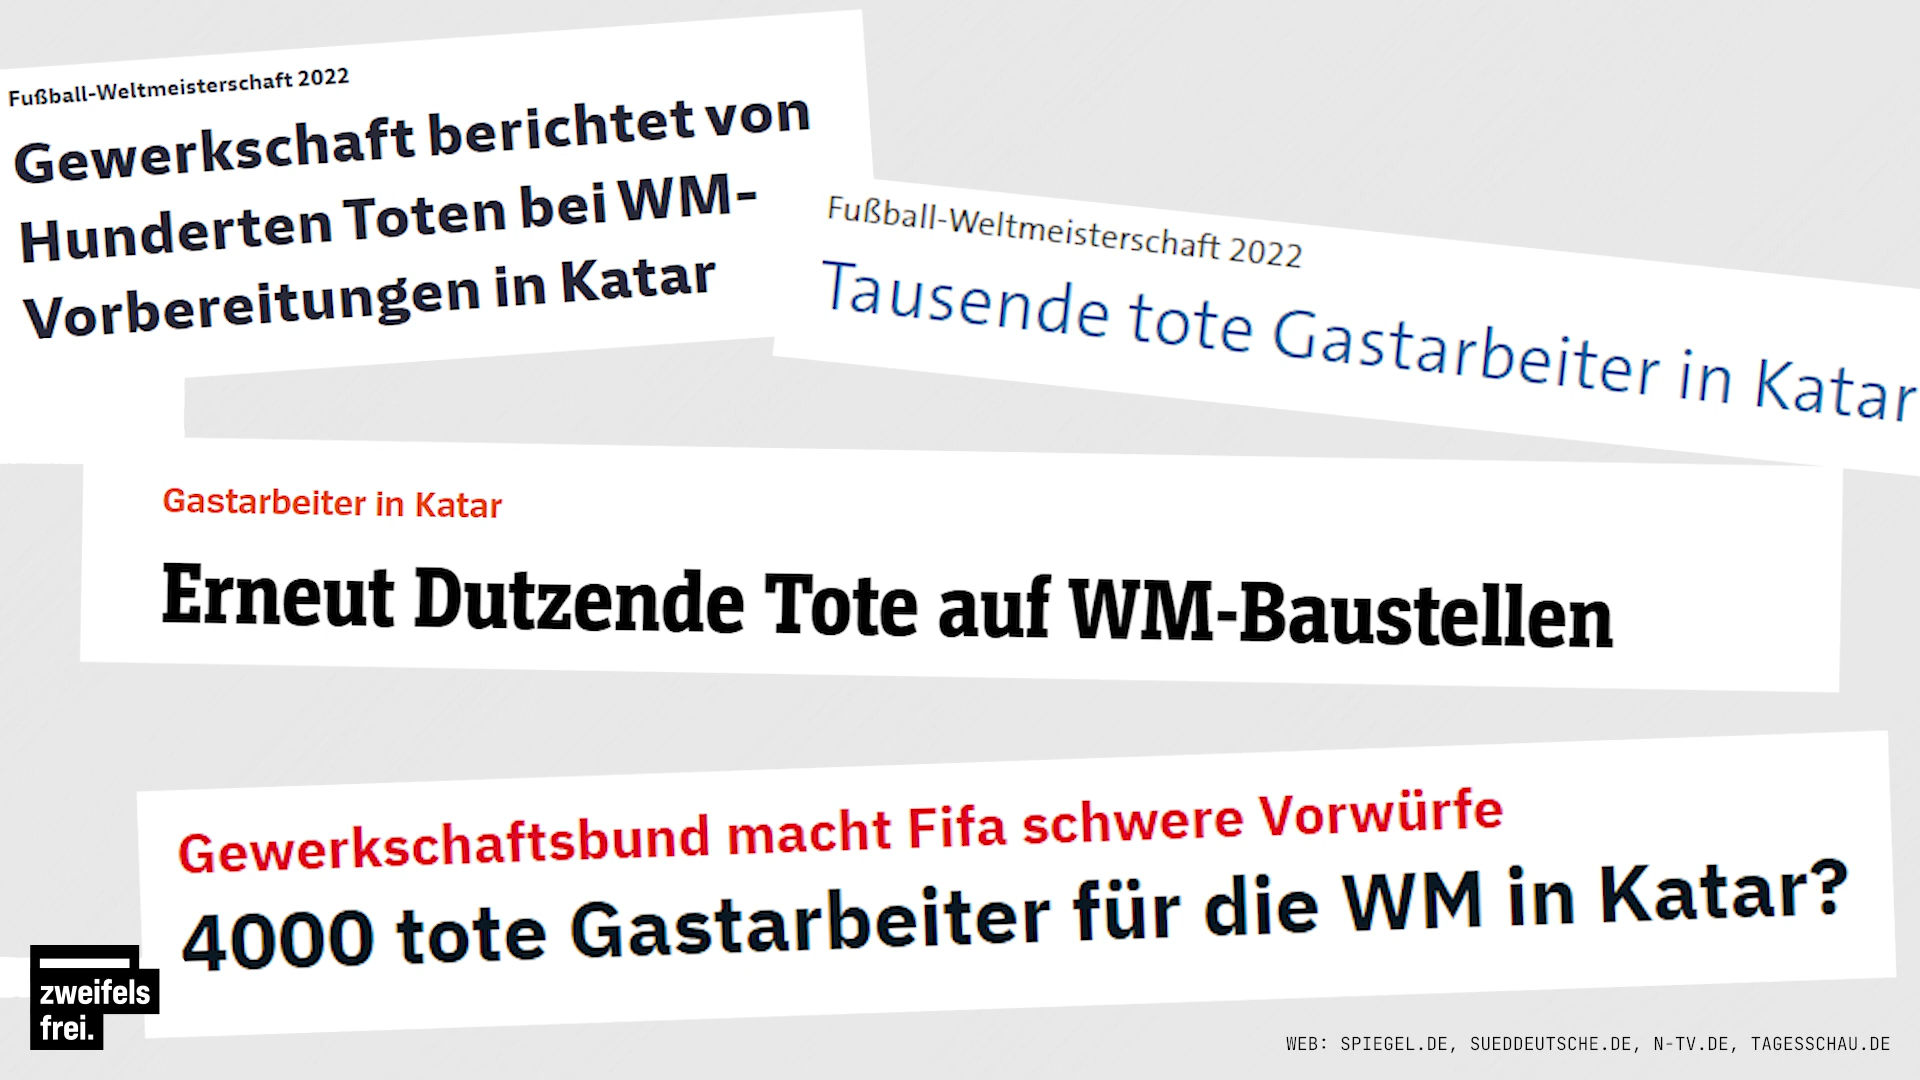 Fußball-Weltmeisterschaft 2022
Gewerkschaft berichtet von
Hunderten Toten bei WM-
Vorbereitungen in Katar
Fußball-Weltmeisterschaft 2022
Tausende tote Gastarbeiter in Katar
Gastarbeiter in Katar
Erneut Dutzende Tote auf WM-Baustellen
Gewerkschaftsbund macht Fifa schwere Vorwürfe
4000 tote Gastarbeiter für die WM in Katar?
zweifels
frei.
WEB: SPIEGEL.DE, SUEDDEUTSCHE.DE, N-TV.DE, TAGESSCHAU.DE